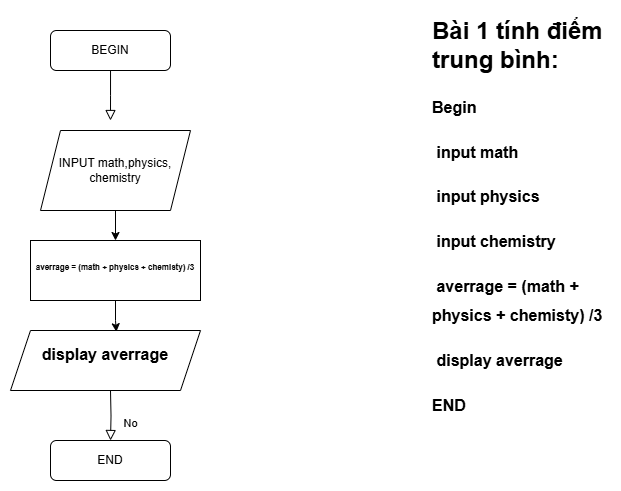 BEGIN
INPUT math,physics,
chemistry
averrage = (math + physics + chemisty) /3
display averrage
No
END
Bài 1 tính điểm
trung bình:
Begin
input math
input physics
input chemistry
averrage = (math +
physics + chemisty) /3
display averrage
END